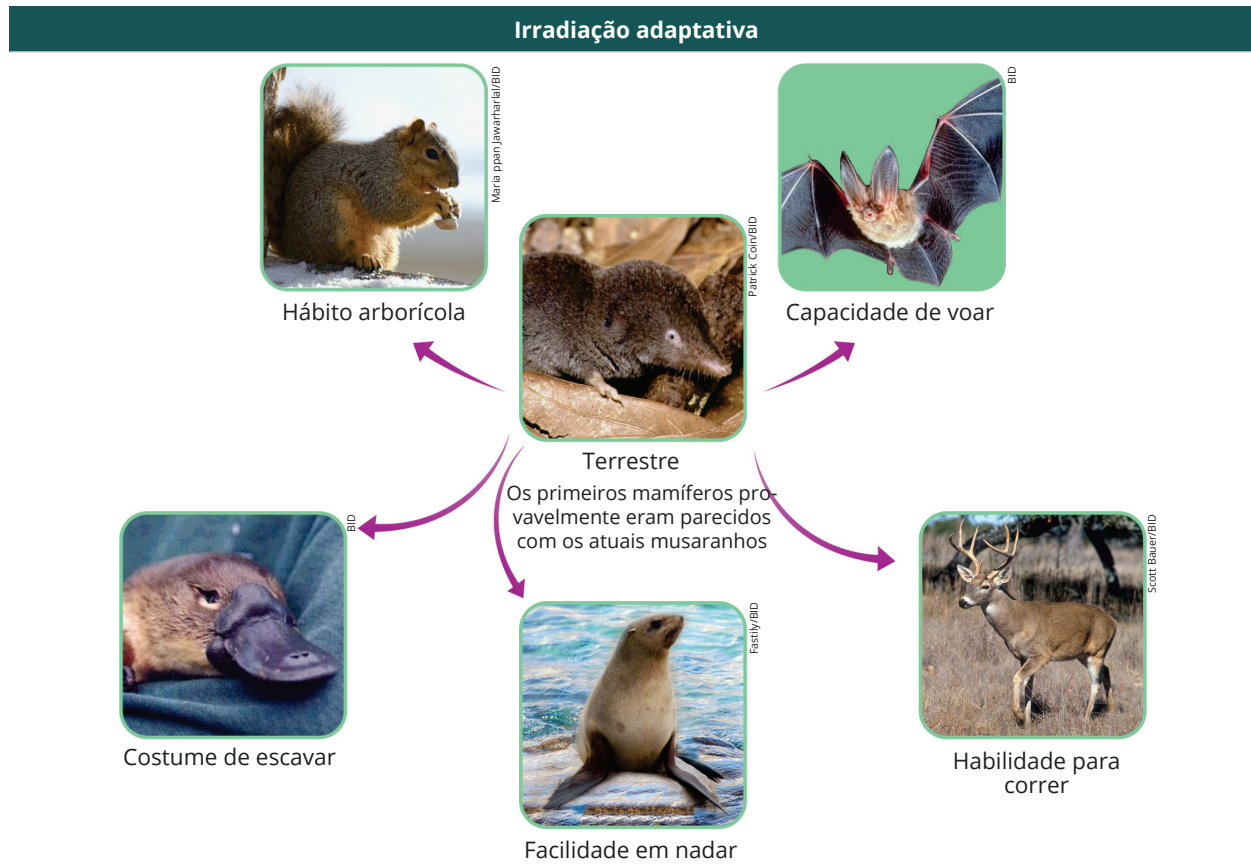 Irradiação adaptativa
Maria ppan Jawarharlal/BID
Hábito arborícola
BID
Capacidade de voar
Patrick Coin/BID
Terrestre
Os primeiros mamíferos pro-
vavelmente eram parecidos
com os atuais musaranhos
BID
Costume de escavar
Fastily/BID
Facilidade em nadar
Scott Bauer/BID
Habilidade para
correr